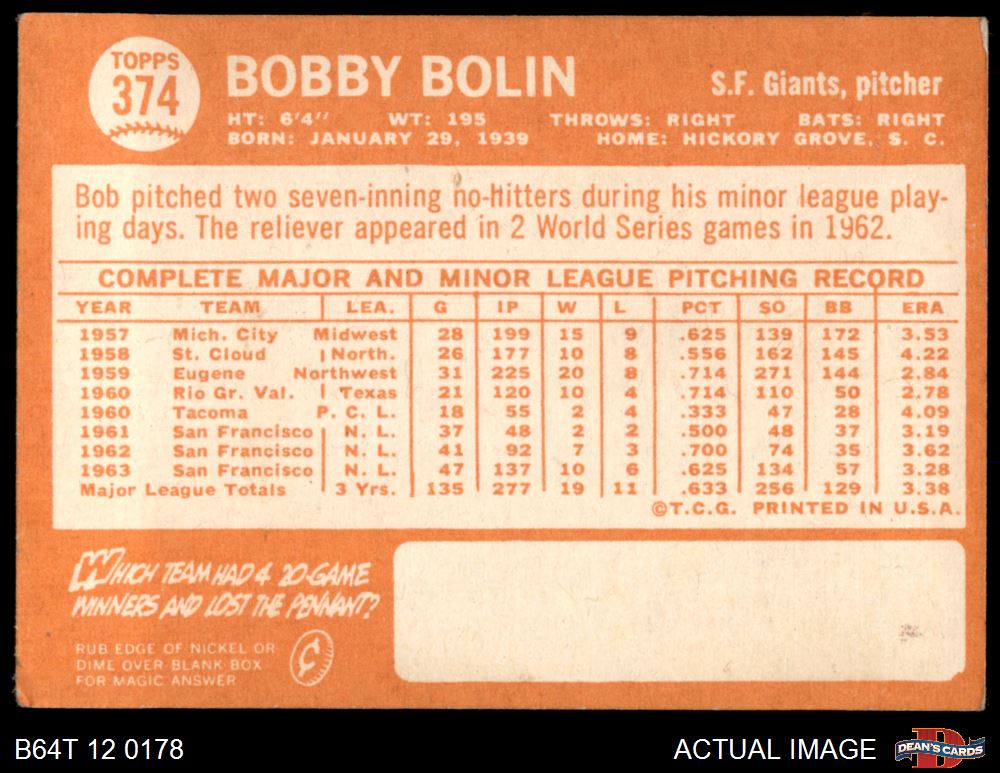 TOPPS
374
BOBBY BOLIN
S.F. Giants, pitcher
HT: 6'4" WT: 195 THROWS: RIGHT BATS: RIGHT
BORN: JANUARY 29, 1939 HOME: HICKORY GROVE, S. C.
Bob pitched two seven-inning no-hitters during his minor league play-
ing days. The reliever appeared in 2 World Series games in 1962.
COMPLETE MAJOR AND MINOR LEAGUE PITCHING RECORD
YEAR TEAM LEA. G IP W L PCT SO BB ERA
1957 Mich. City Midwest 28 199 15 9 .625 139 172 3.53
1958 St. Cloud North. 26 177 10 8 .556 162 145 4.22
1959 Eugene Northwest 31 225 20 8 .714 271 144 2.84
1960 Rio Gr. Val. Texas 21 120 10 4 .714 110 50 2.78
1960 Tacoma P. C. L. 18 55 2 4 .333 47 28 4.09
1961 San Francisco N. L. 37 48 2 2 .500 48 37 3.19
1962 San Francisco N. L. 41 92 7 3 .700 74 35 3.62
1963 San Francisco N. L. 47 137 10 6 .625 134 57 3.28
Major League Totals 3 Yrs. 135 277 19 11 .633 256 129 3.38
©T.C.G. PRINTED IN U.S.A.
WHICH TEAM HAD 4 20-GAME
WINNERS AND LOST THE PENNANT?
RUB EDGE OF NICKEL OR
DIME OVER BLANK BOX
FOR MAGIC ANSWER
¢
B64T 12 0178
ACTUAL IMAGE
D
DEAN'S CARDS